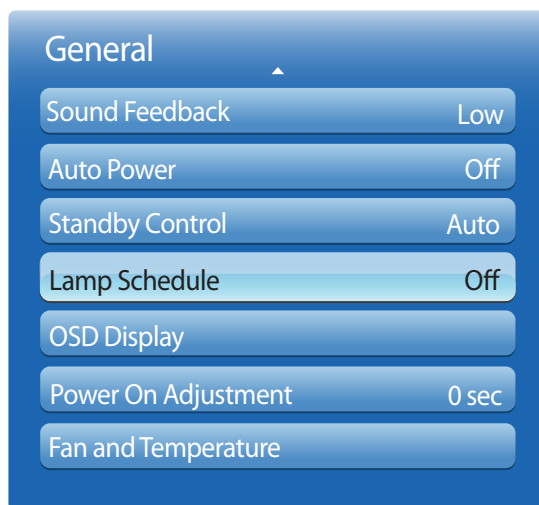 General
Sound Feedback Low
Auto Power Off
Standby Control Auto
Lamp Schedule Off
OSD Display
Power On Adjustment 0 sec
Fan and Temperature